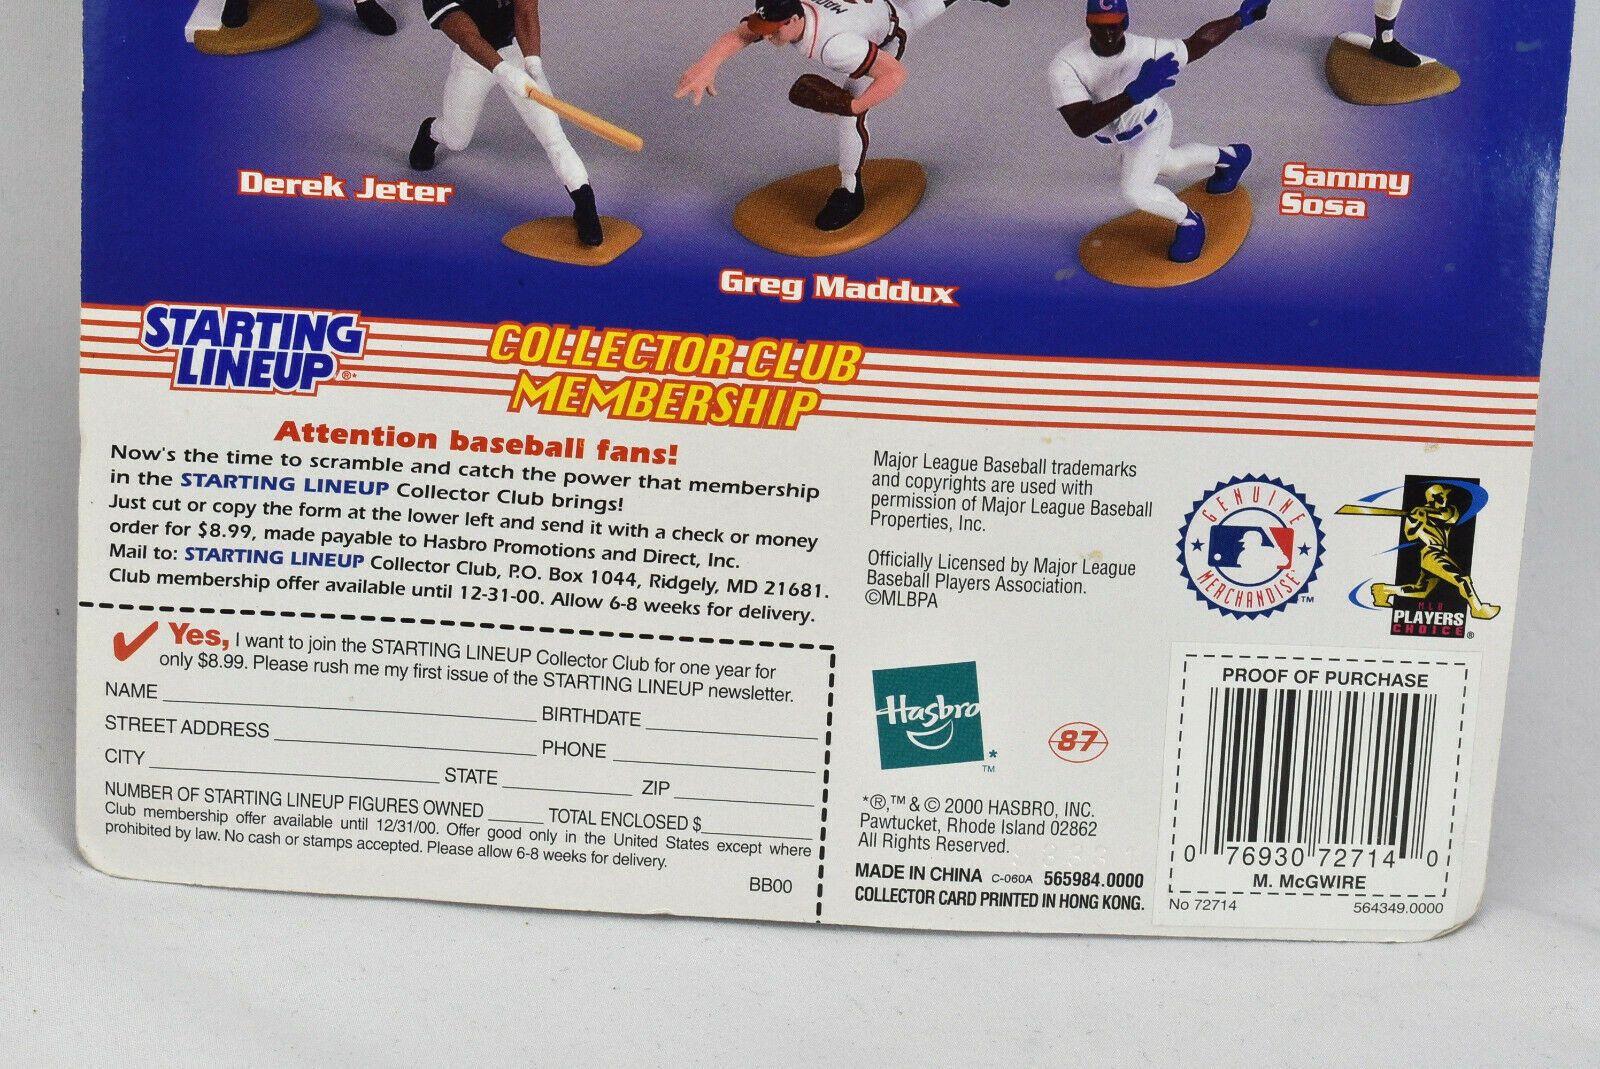 Derek Jeter
Greg Maddux
Sammy
Sosa
STARTING
LINEUP®*
COLLECTOR CLUB
MEMBERSHIP
Attention baseball fans!
Now's the time to scramble and catch the power that membership
in the STARTING LINEUP Collector Club brings!
Just cut or copy the form at the lower left and send it with a check or money
order for $8.99, made payable to Hasbro Promotions and Direct, Inc.
Mail to: STARTING LINEUP Collector Club, P.O. Box 1044, Ridgely, MD 21681.
Club membership offer available until 12-31-00. Allow 6-8 weeks for delivery.
Yes, I want to join the STARTING LINEUP Collector Club for one year for
only $8.99. Please rush me my first issue of the STARTING LINEUP newsletter.
NAME BIRTHDATE
STREET ADDRESS PHONE
CITY STATE ZIP
NUMBER OF STARTING LINEUP FIGURES OWNED TOTAL ENCLOSED $
Club membership offer available until 12/31/00. Offer good only in the United States except where
prohibited by law. No cash or stamps accepted. Please allow 6-8 weeks for delivery.
BB00
Major League Baseball trademarks
and copyrights are used with
permission of Major League Baseball
Properties, Inc.
Officially Licensed by Major League
Baseball Players Association.
©MLBPA
GENUINE
MERCHANDISE
™
MLB
PLAYERS
CHOICE®
Hasbro
*
™
87
*®,™ & © 2000 HASBRO, INC.
Pawtucket, Rhode Island 02862
All Rights Reserved.
MADE IN CHINA C-060A 565984.0000
COLLECTOR CARD PRINTED IN HONG KONG.
PROOF OF PURCHASE
0 76930 72714 0
M. McGWIRE
No 72714 564349.0000